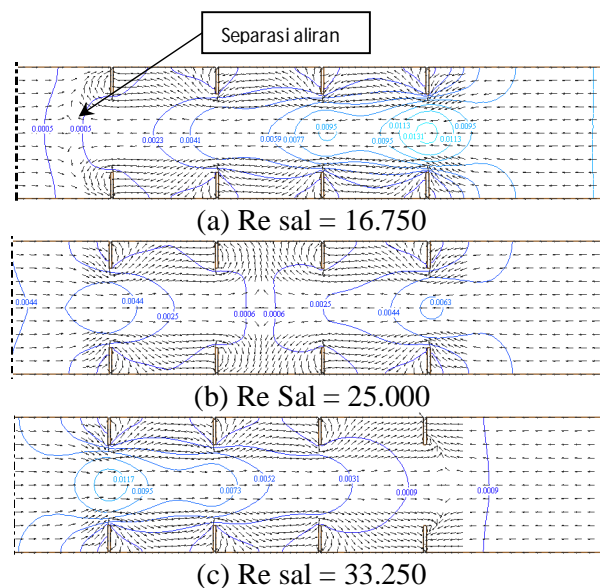 Separasi aliran
0.0005 0.0005 0.0023 0.0041 0.0059 0.0077 0.0095 0.0095 0.0113 0.0131 0.0113 0.0095
(a) Re sal = 16.750
0.0044 0.0044 0.0025 0.0006 0.0006 0.0025 0.0044 0.0063
(b) Re Sal = 25.000
0.0117 0.0095 0.0073 0.0052 0.0031 0.0009 0.0009
(c) Re sal = 33.250